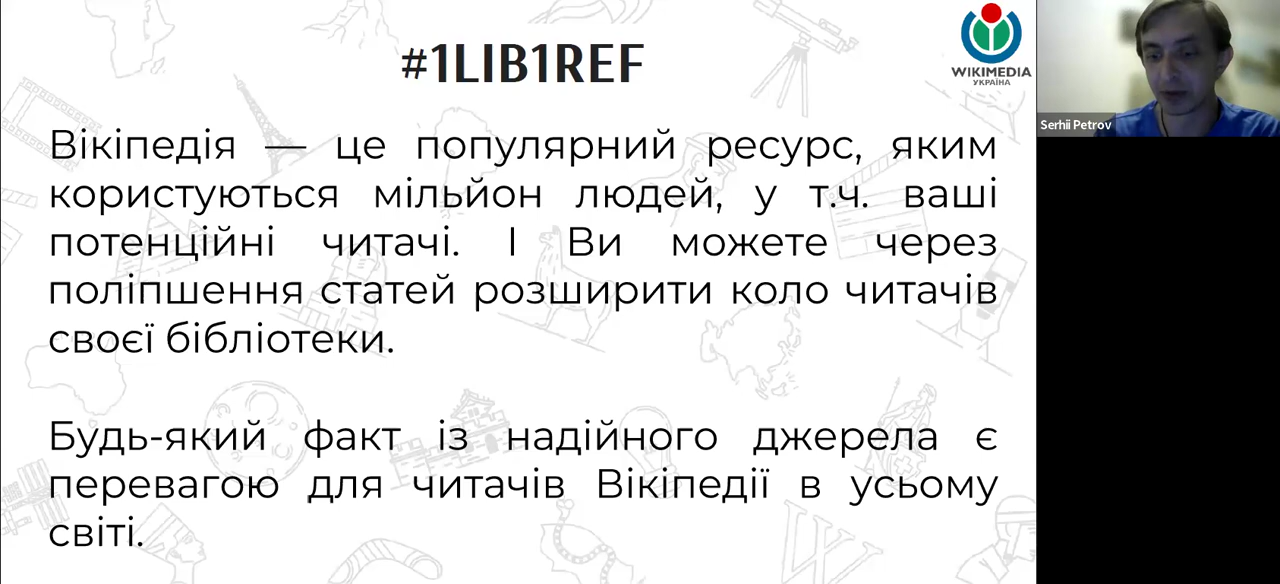 #1LIB1REF
WIKIMEDIA
УКРАЇНА
Serhii Petrov
Вікіпедія — це популярний ресурс, яким
користуються мільйон людей, у т.ч. ваші
потенційні читачі. І Ви можете через
поліпшення статей розширити коло читачів
своєї бібліотеки.
Будь-який факт із надійного джерела є
перевагою для читачів Вікіпедії в усьому
світі.